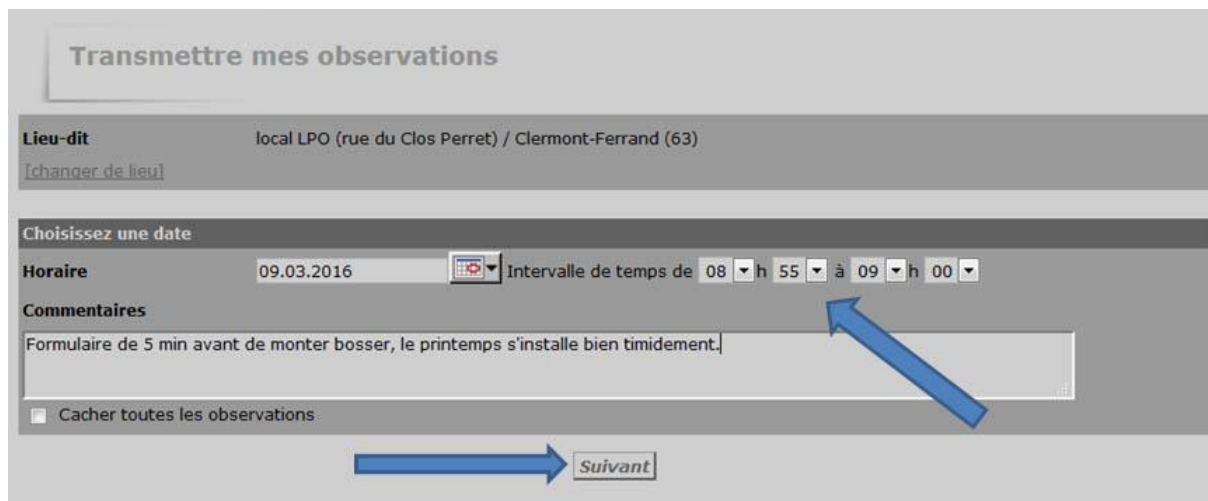 Transmettre mes observations
Lieu-dit local LPO (rue du Clos Perret) / Clermont-Ferrand (63)
[changer de lieu]
Choisissez une date
Horaire 09.03.2016 Intervalle de temps de 08 h 55 à 09 h 00
Commentaires
Formulaire de 5 min avant de monter bosser, le printemps s'installe bien timidement.
Cacher toutes les observations
Suivant